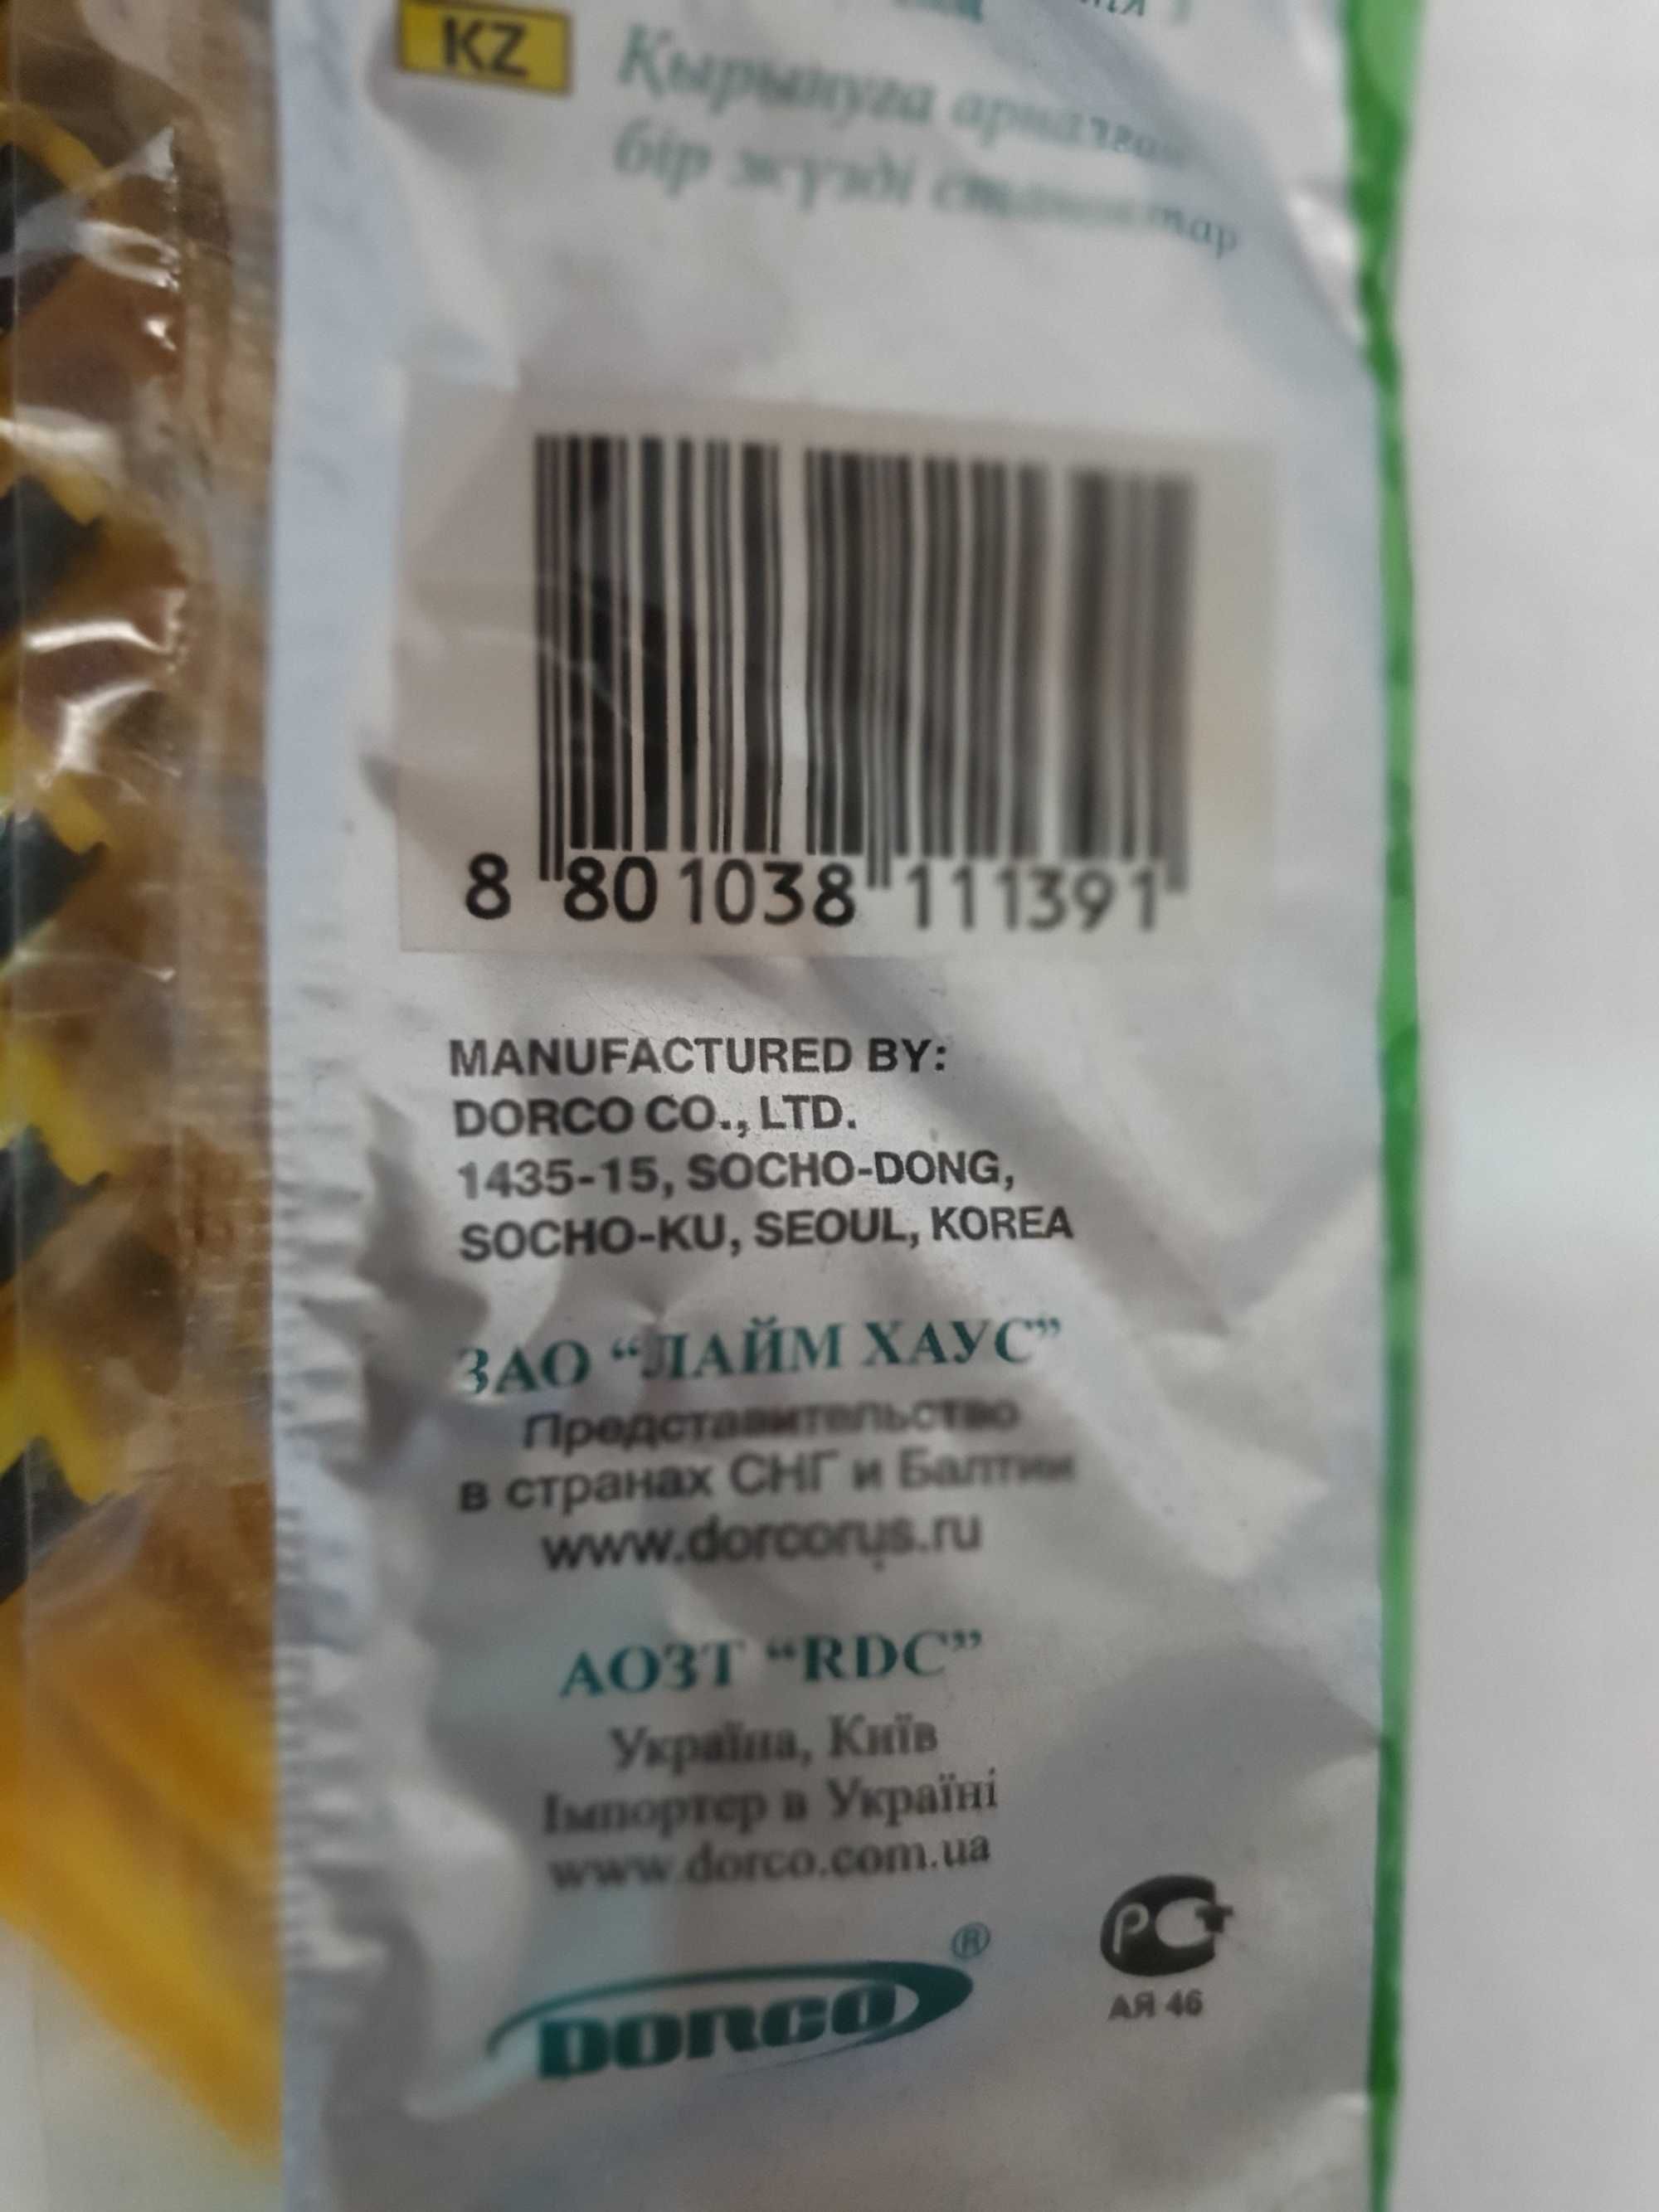 KZ
Қырынуға арналған
бір жүзді станоктар
8 801038 111391
MANUFACTURED BY:
DORCO CO., LTD.
1435-15, SOCHO-DONG,
SOCHO-KU, SEOUL, KOREA
ЗАО “ЛАЙМ ХАУС”
Представительство
в странах СНГ и Балтии
www.dorcorus.ru
АОЗТ “RDC”
Україна, Київ
Імпортер в Україні
www.dorco.com.ua
DORCO®
РСТ
АЯ 46